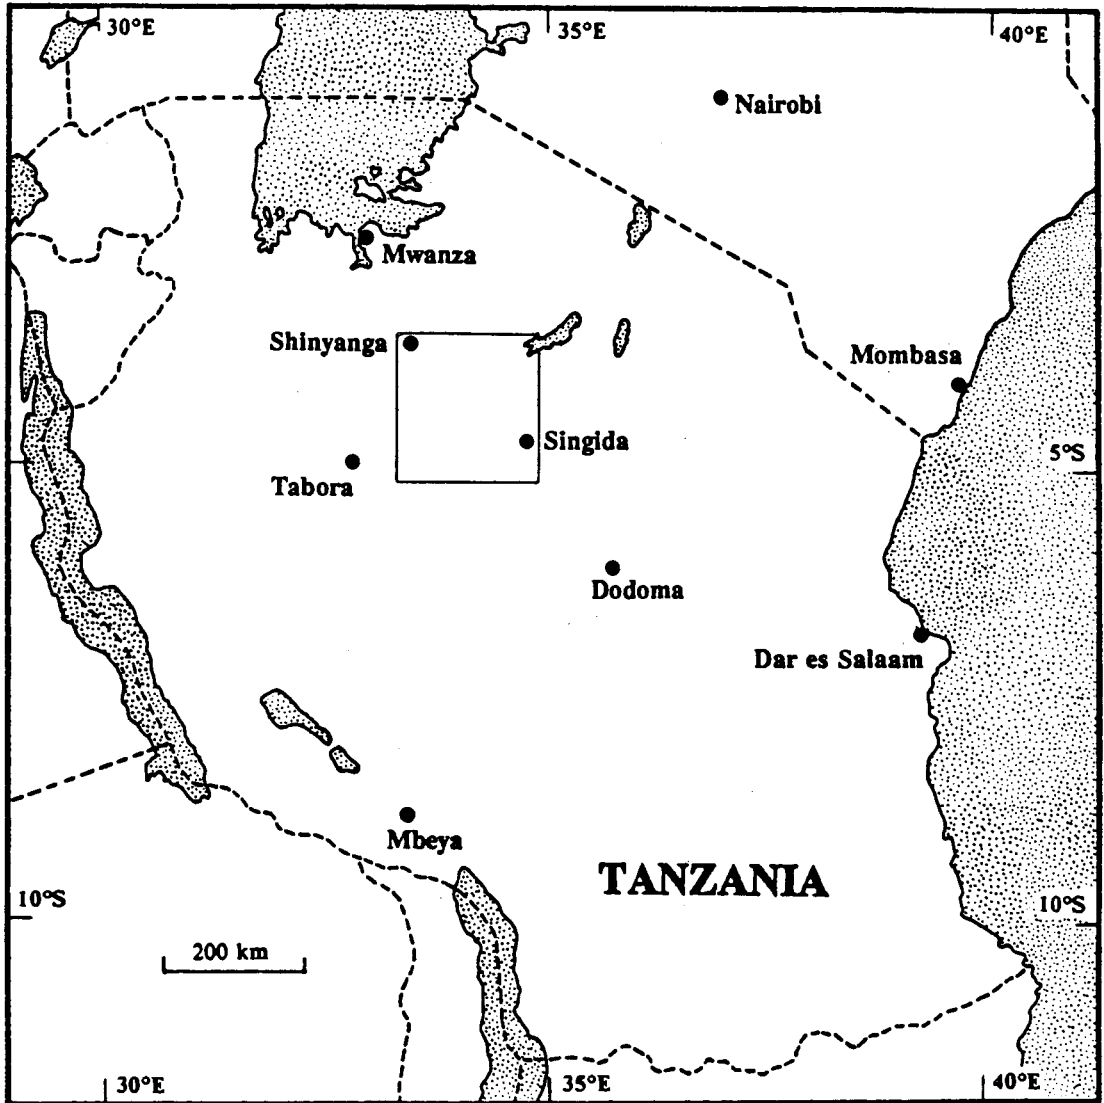 30°E
35°E
40°E
Nairobi
Mwanza
Shinyanga
Mombasa
Singida
5°S
Tabora
Dodoma
Dar es Salaam
Mbeya
TANZANIA
10°S
10°S
200 km
30°E
35°E
40°E